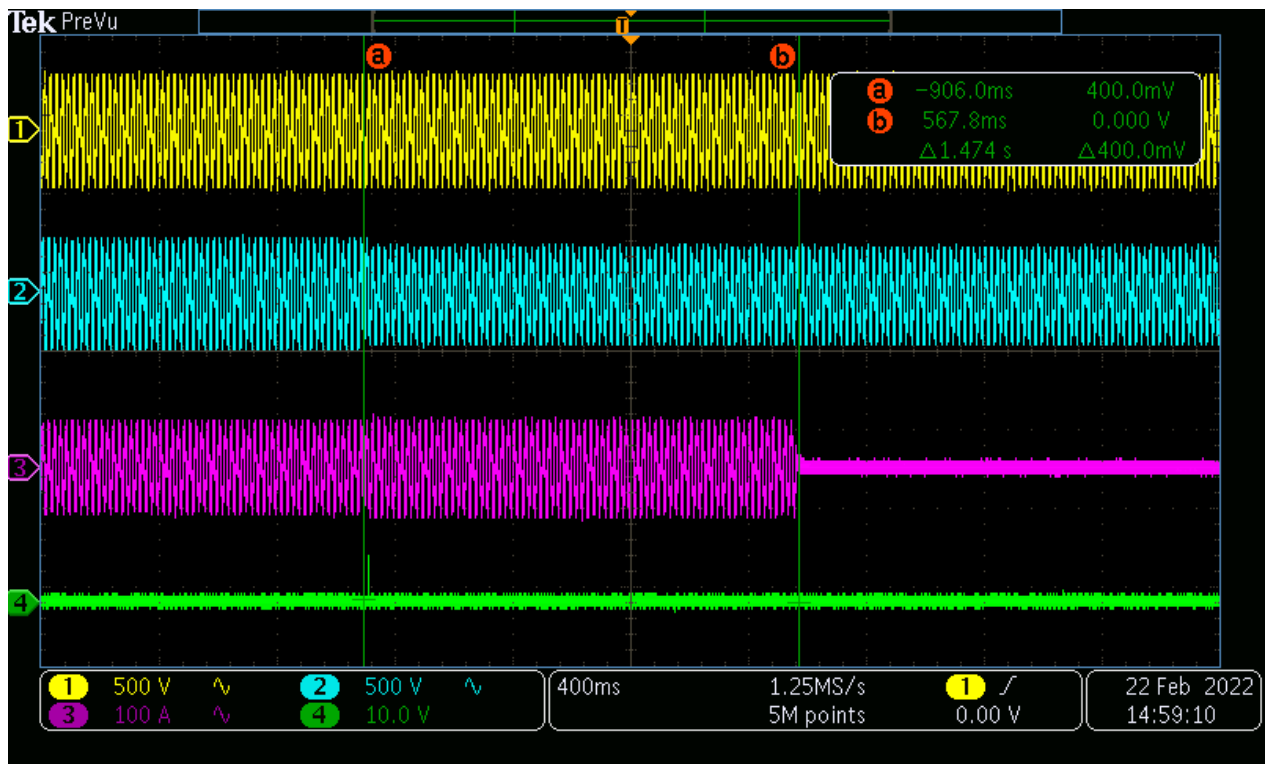 Tek PreVu
T
a b
a −906.0ms 400.0mV
b 567.8ms 0.000 V
△1.474 s △400.0mV
1
2
3
4
1 500 V ∿ 2 500 V ∿
3 100 A ∿ 4 10.0 V
400ms 1.25MS/s 1 ∫
5M points 0.00 V
22 Feb 2022
14:59:10